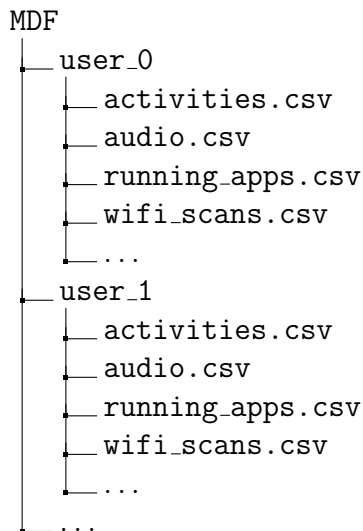 MDF
user_0
activities.csv
audio.csv
running_apps.csv
wifi_scans.csv
...
user_1
activities.csv
audio.csv
running_apps.csv
wifi_scans.csv
...
...